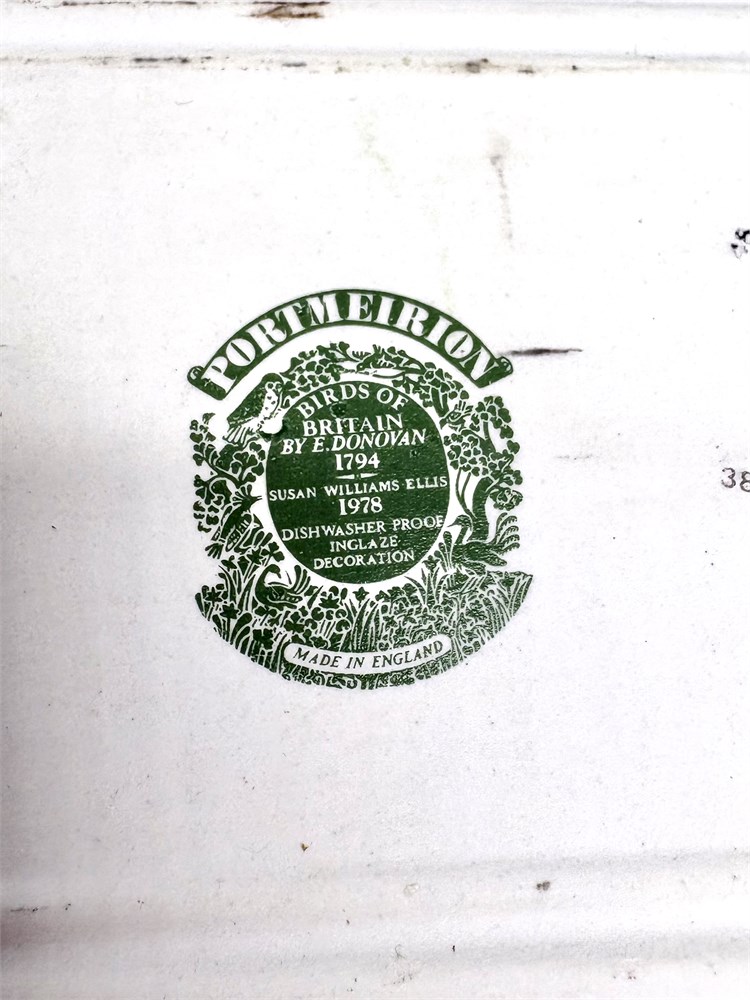 PORTMEIRION
BIRDS OF
BRITAIN
BY E. DONOVAN
1794
SUSAN WILLIAMS ELLIS
1978
DISHWASHER PROOF
INGLAZE
DECORATION
MADE IN ENGLAND
38